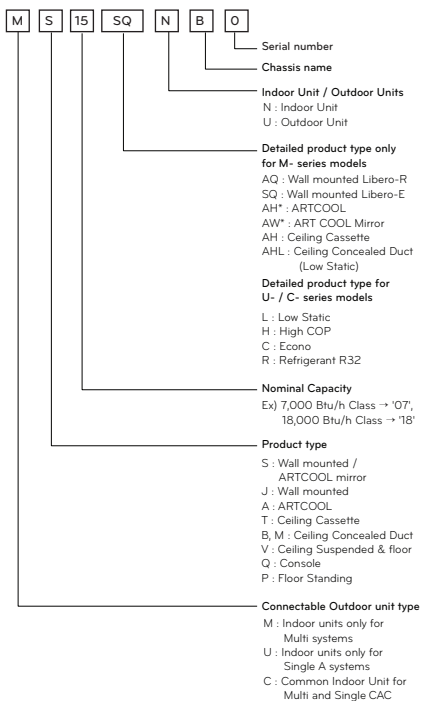 M S 15 SQ N B 0
Serial number
Chassis name
Indoor Unit / Outdoor Units
N : Indoor Unit
U : Outdoor Unit
Detailed product type only
for M- series models
AQ : Wall mounted Libero-R
SQ : Wall mounted Libero-E
AH* : ARTCOOL
AW* : ART COOL Mirror
AH : Ceiling Cassette
AHL : Ceiling Concealed Duct
(Low Static)
Detailed product type for
U- / C- series models
L : Low Static
H : High COP
C : Econo
R : Refrigerant R32
Nominal Capacity
Ex) 7,000 Btu/h Class → '07',
18,000 Btu/h Class → '18'
Product type
S : Wall mounted /
ARTCOOL mirror
J : Wall mounted
A : ARTCOOL
T : Ceiling Cassette
B, M : Ceiling Concealed Duct
V : Ceiling Suspended & floor
Q : Console
P : Floor Standing
Connectable Outdoor unit type
M : Indoor units only for
Multi systems
U : Indoor units only for
Single A systems
C : Common Indoor Unit for
Multi and Single CAC